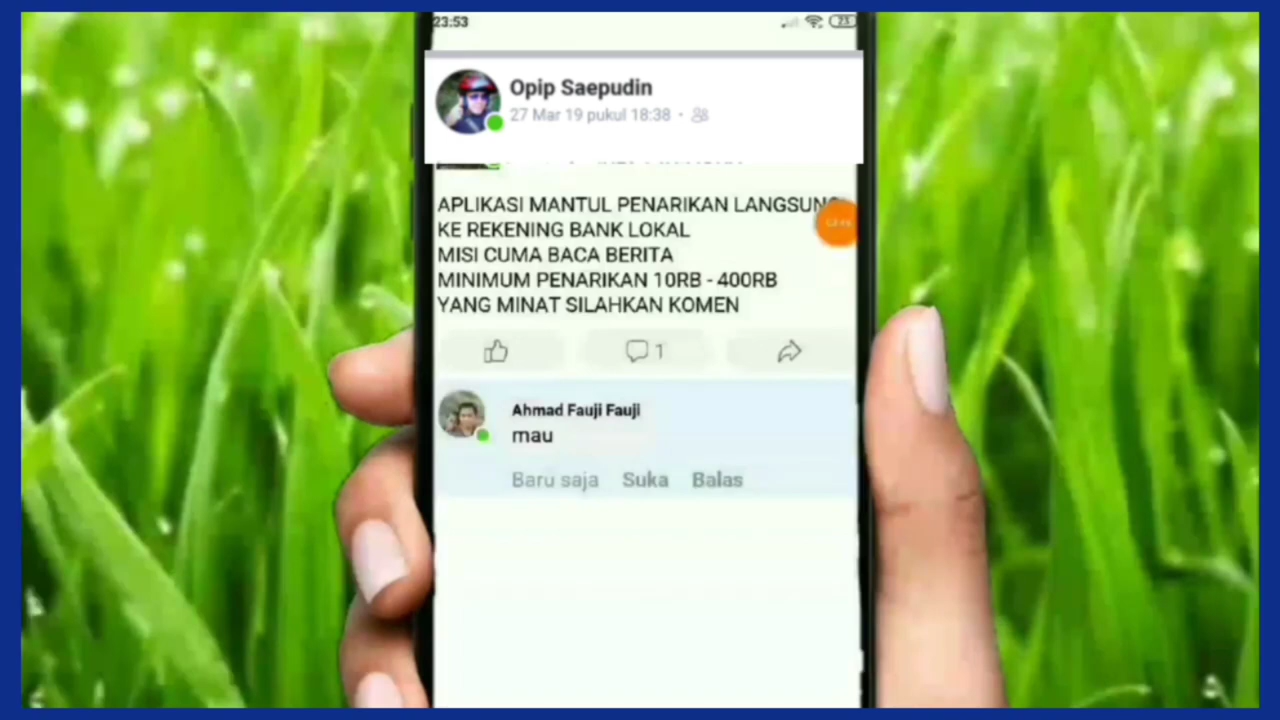 23:53
23
Opip Saepudin
27 Mar 19 pukul 18:38 ·
APLIKASI MANTUL PENARIKAN LANGSUNG
KE REKENING BANK LOKAL
MISI CUMA BACA BERITA
MINIMUM PENARIKAN 10RB - 400RB
YANG MINAT SILAHKAN KOMEN
1
Ahmad Fauji Fauji
mau
Baru saja Suka Balas